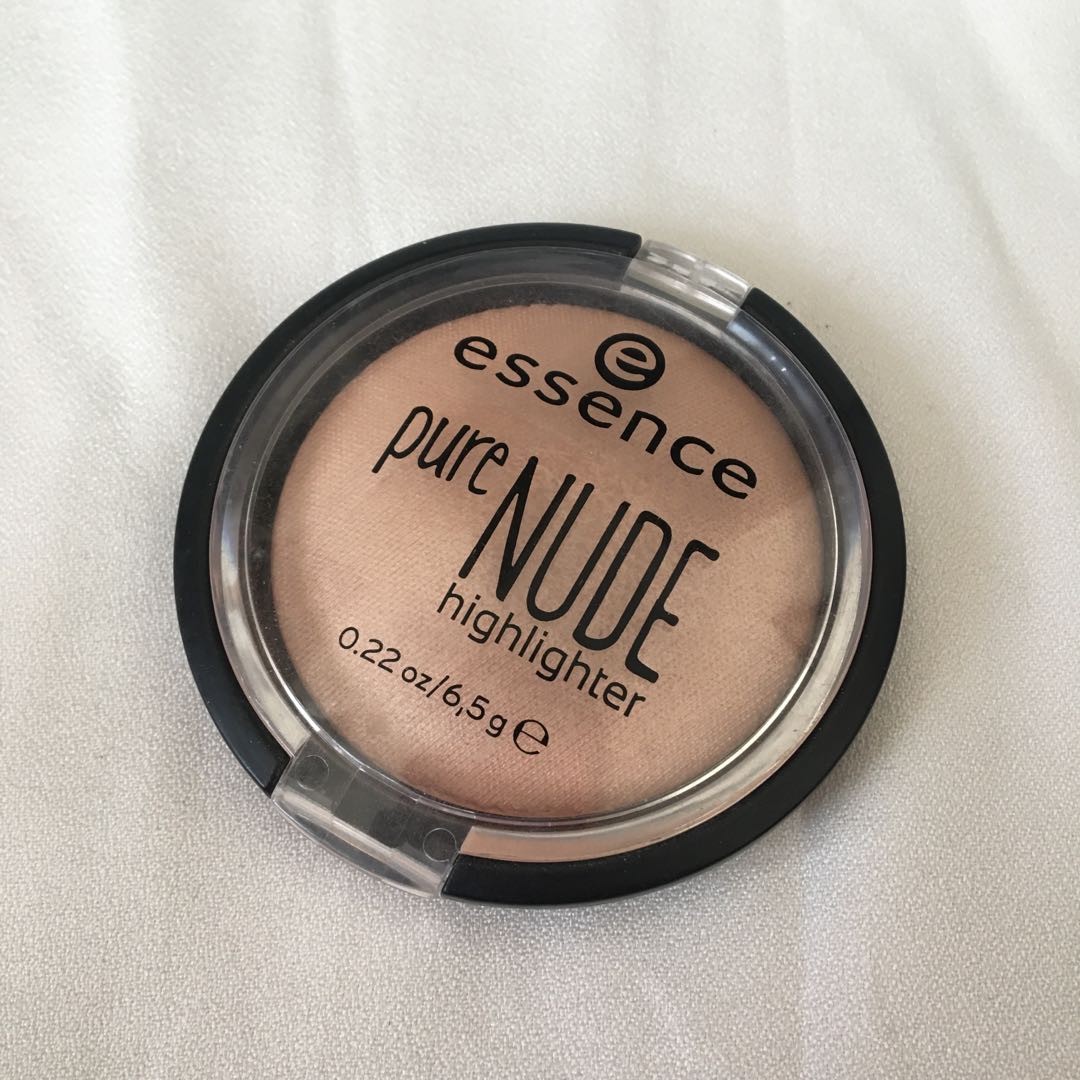 e
essence
pure NUDE
highlighter
0.22 oz/6,5 g ℮